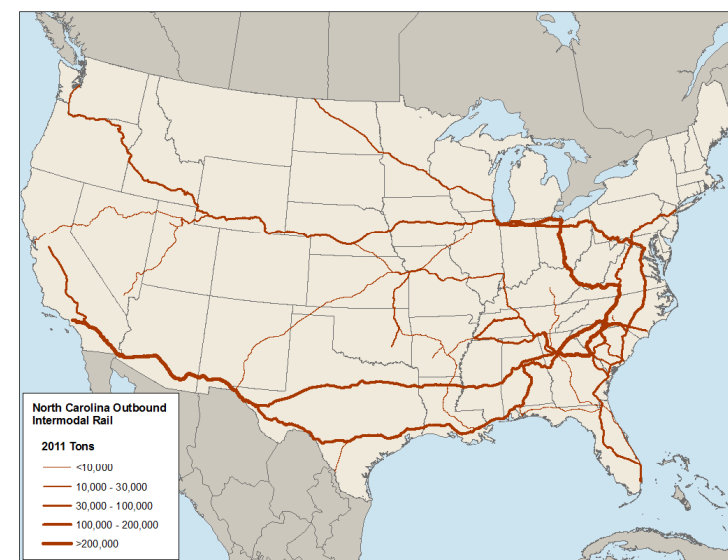 North Carolina Outbound
Intermodal Rail
2011 Tons
<10,000
10,000 - 30,000
30,000 - 100,000
100,000 - 200,000
>200,000